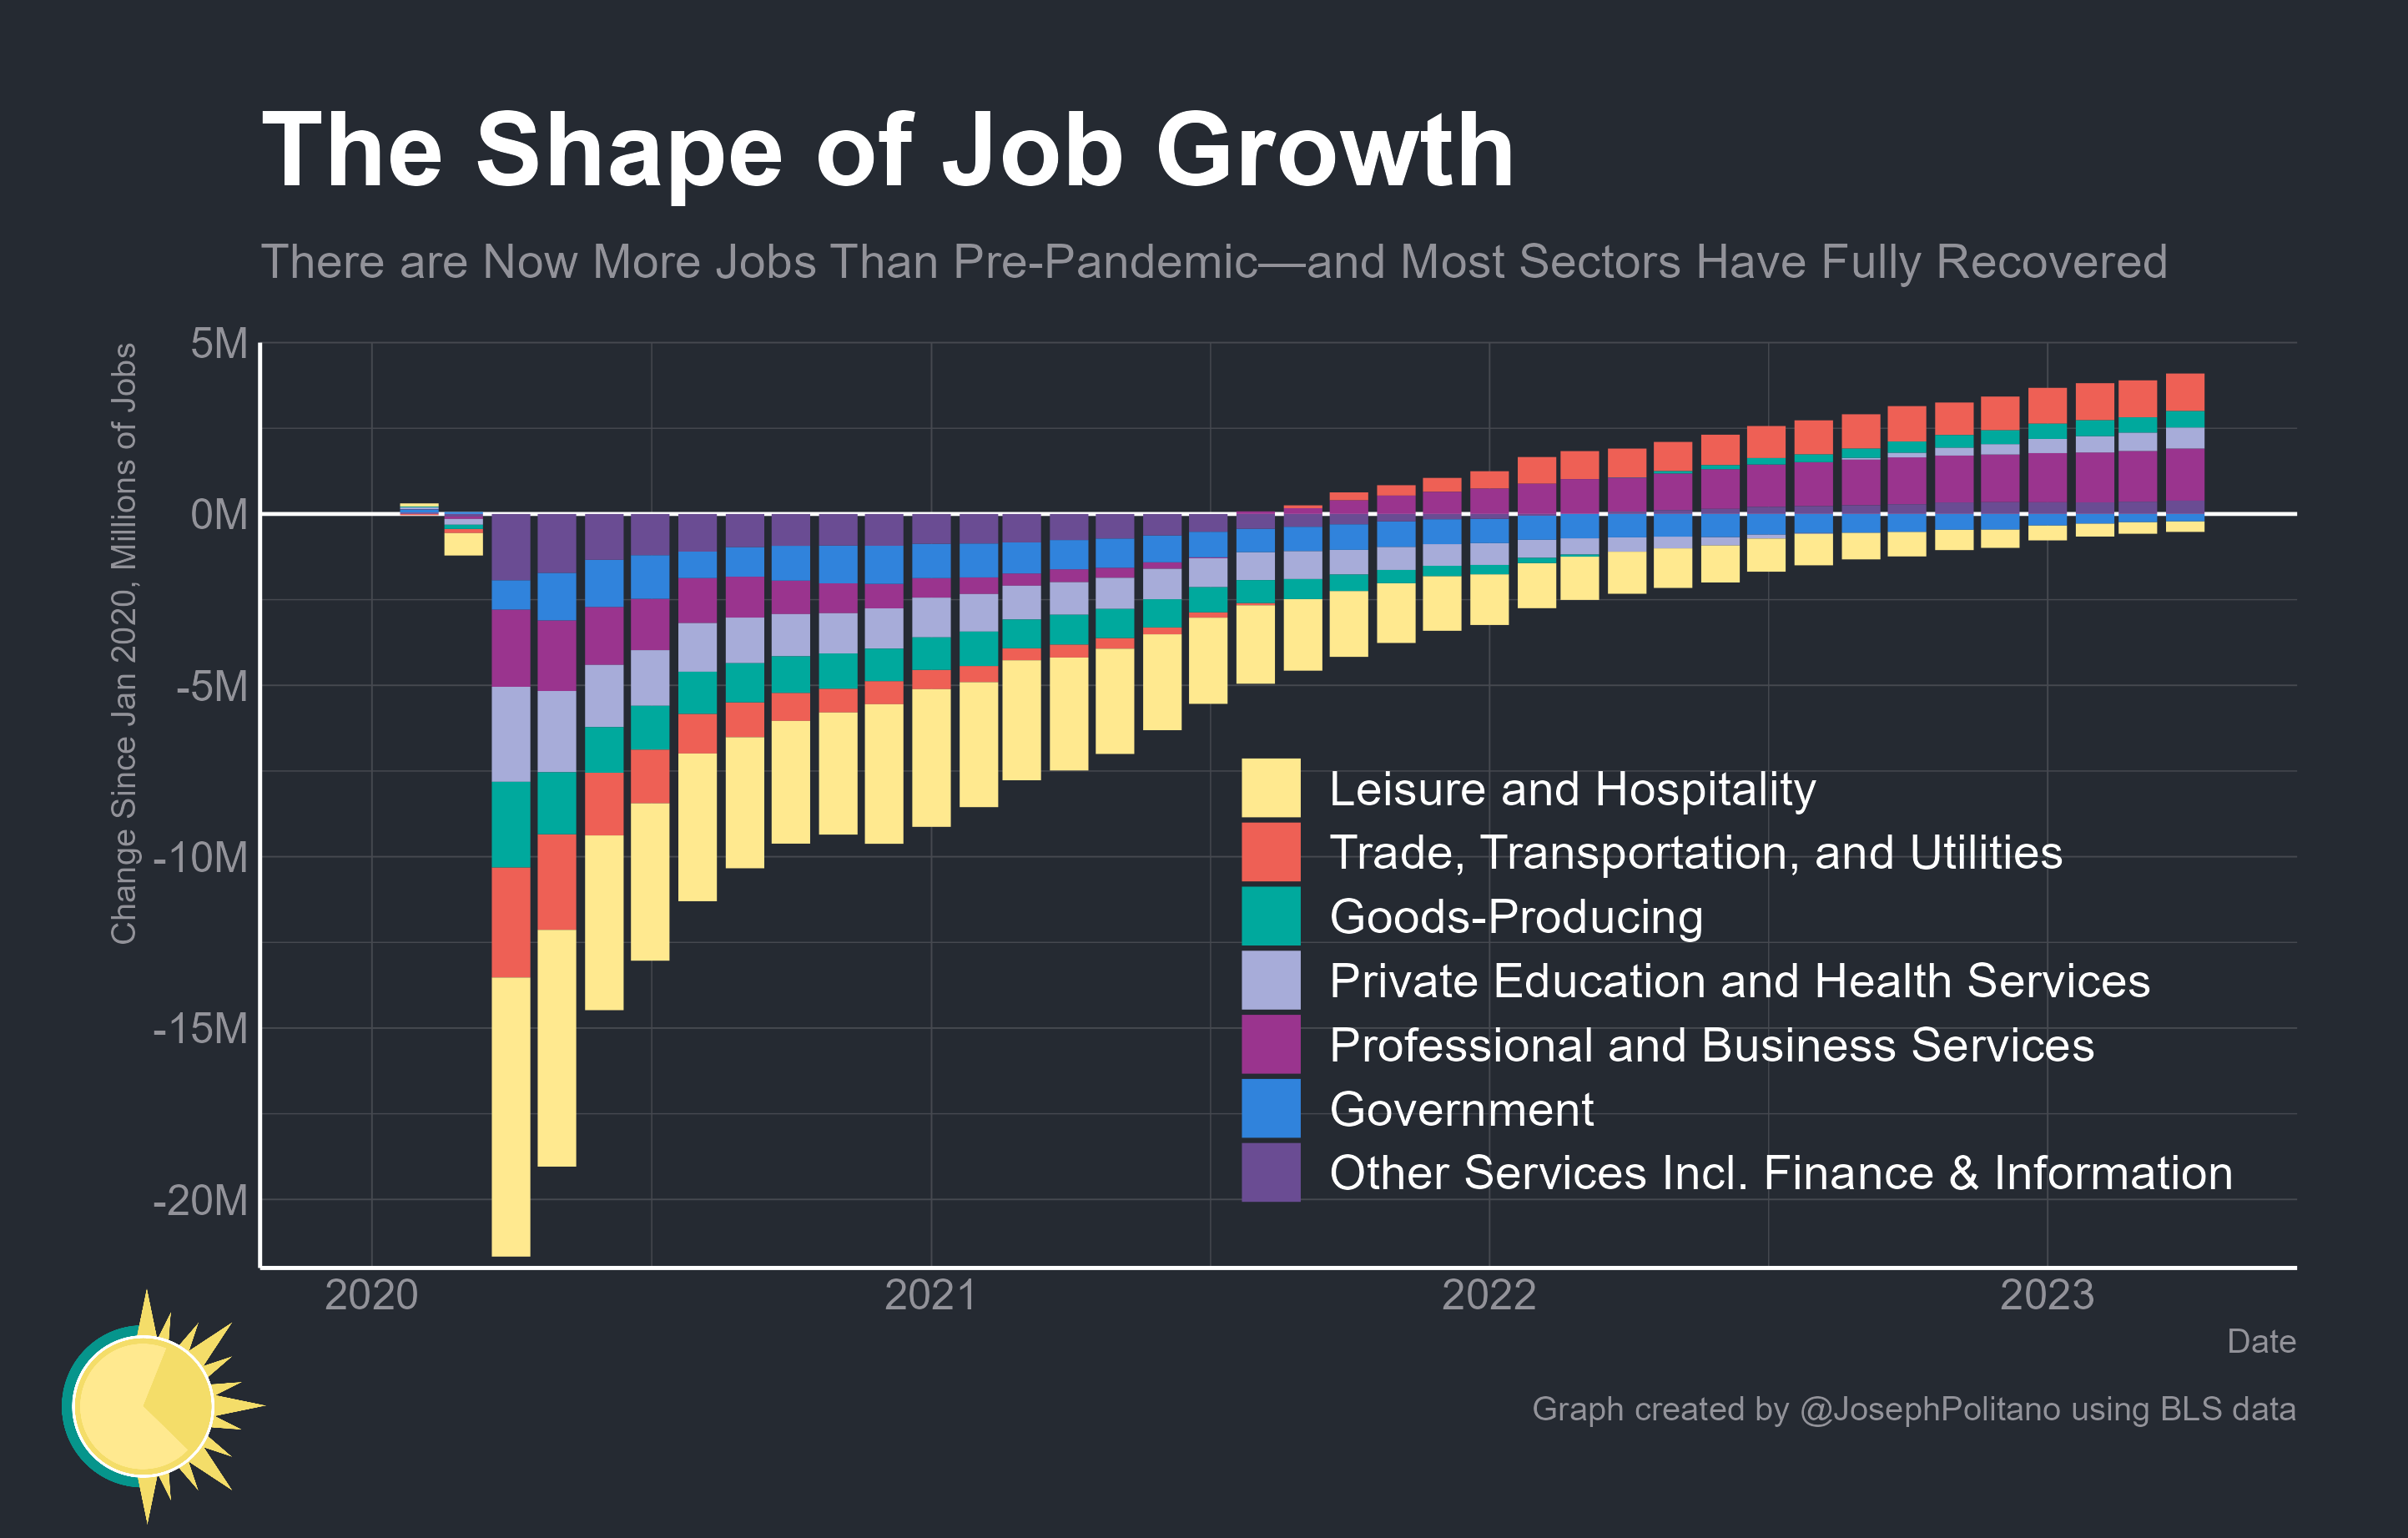 The Shape of Job Growth
There are Now More Jobs Than Pre-Pandemic—and Most Sectors Have Fully Recovered
Change Since Jan 2020, Millions of Jobs
5M
0M
-5M
-10M
-15M
-20M
Leisure and Hospitality
Trade, Transportation, and Utilities
Goods-Producing
Private Education and Health Services
Professional and Business Services
Government
Other Services Incl. Finance & Information
2020 2021 2022 2023
Date
Graph created by @JosephPolitano using BLS data